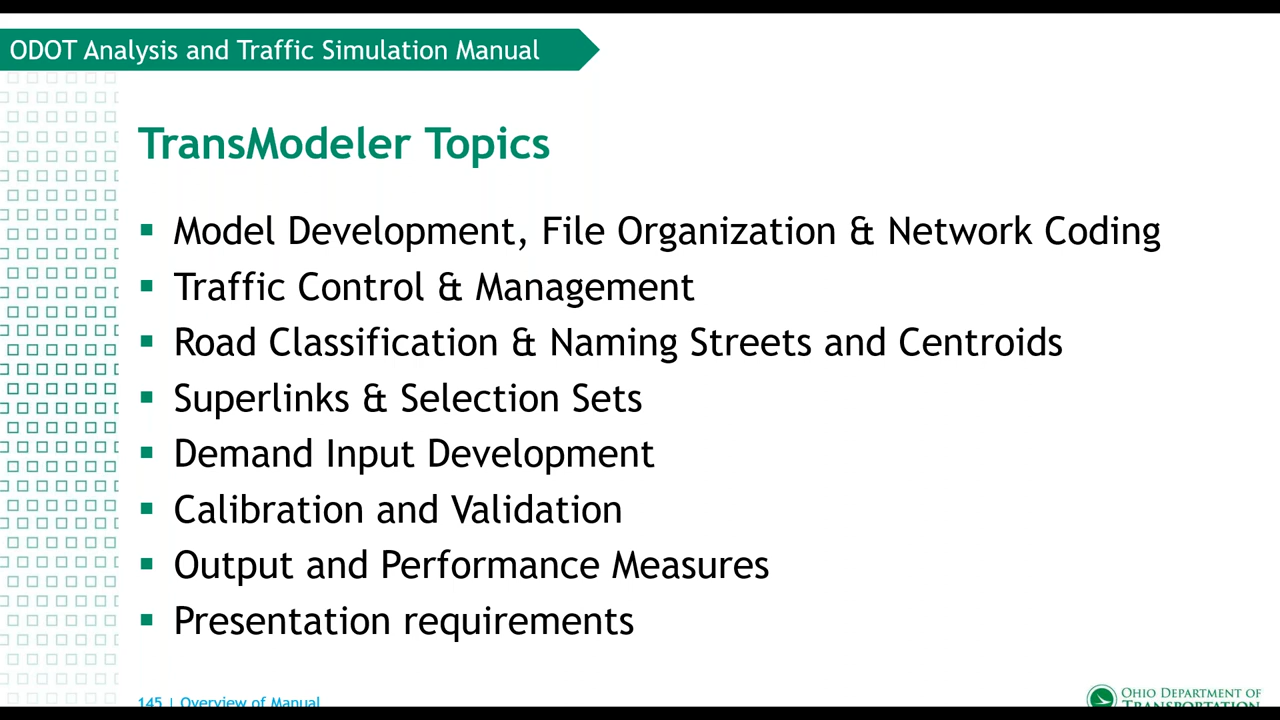 ODOT Analysis and Traffic Simulation Manual
TransModeler Topics
Model Development, File Organization & Network Coding
Traffic Control & Management
Road Classification & Naming Streets and Centroids
Superlinks & Selection Sets
Demand Input Development
Calibration and Validation
Output and Performance Measures
Presentation requirements
145 | Overview of Manual
OHIO DEPARTMENT OF
TRANSPORTATION